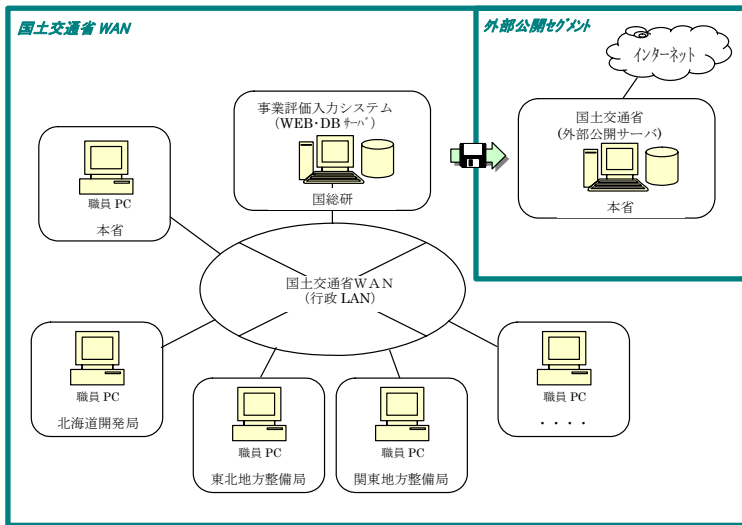 国土交通省 WAN
外部公開ｾｸﾞﾒﾝﾄ
インターネット
事業評価入力システム
（WEB・DB ｻｰﾊﾞ）
国総研
国土交通省
(外部公開サーバ)
本省
職員 PC
本省
国土交通省ＷＡＮ
（行政 LAN）
職員 PC
北海道開発局
職員 PC
東北地方整備局
職員 PC
関東地方整備局
職員 PC
・・・・